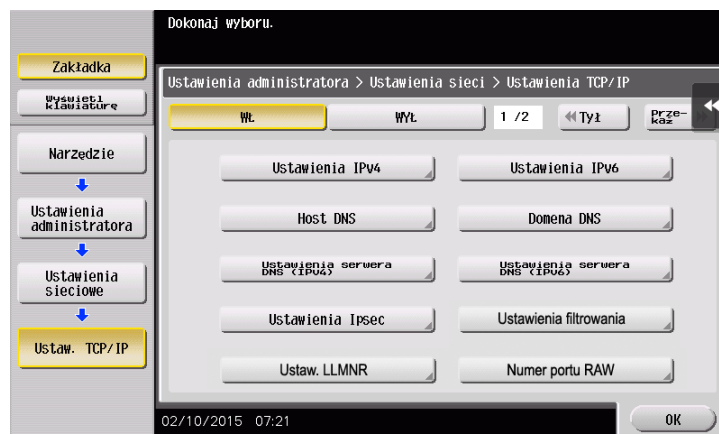 Dokonaj wyboru.
Zakładka
Wyświetl
klawiaturę
Ustawienia administratora > Ustawienia sieci > Ustawienia TCP/IP
WŁ
WYŁ
1 /2
Tył
Prze-
każ
Narzędzie
Ustawienia IPv4
Ustawienia IPv6
Ustawienia
administratora
Host DNS
Domena DNS
Ustawienia serwera
DNS (IPv4)
Ustawienia serwera
DNS (IPv6)
Ustawienia
sieciowe
Ustawienia Ipsec
Ustawienia filtrowania
Ustaw. TCP/IP
Ustaw. LLMNR
Numer portu RAW
02/10/2015 07:21
OK